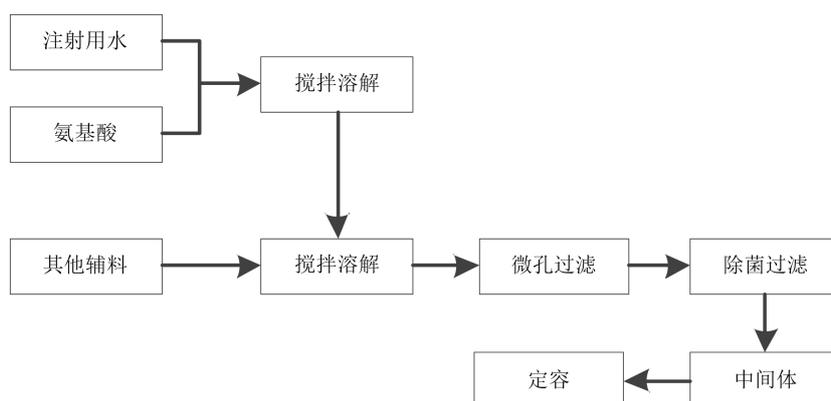 注射用水
搅拌溶解
氨基酸
其他辅料
搅拌溶解
微孔过滤
除菌过滤
定容
中间体